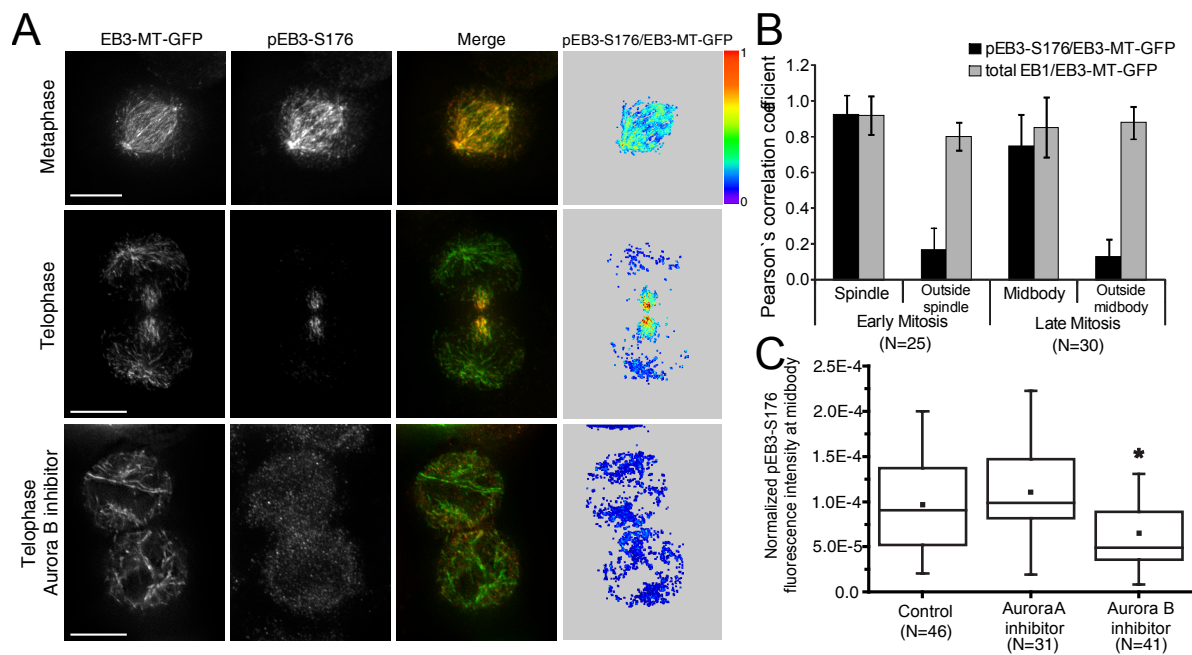 A
EB3-MT-GFP
pEB3-S176
Merge
pEB3-S176/EB3-MT-GFP
1
0
Metaphase
Telophase
Telophase
Aurora B inhibitor
B
pEB3-S176/EB3-MT-GFP
total EB1/EB3-MT-GFP
Pearson`s correlation coefficient
1.2
1.0
0.8
0.6
0.4
0.2
0.0
Spindle
Outside
spindle
Midbody
Outside
midbody
Early Mitosis
(N=25)
Late Mitosis
(N=30)
C
Normalized pEB3-S176
fluorescence intensity at midbody
2.5E-4
2.0E-4
1.5E-4
1.0E-4
5.0E-5
0.0
*
Control
(N=46)
AuroraA
inhibitor
(N=31)
Aurora B
inhibitor
(N=41)